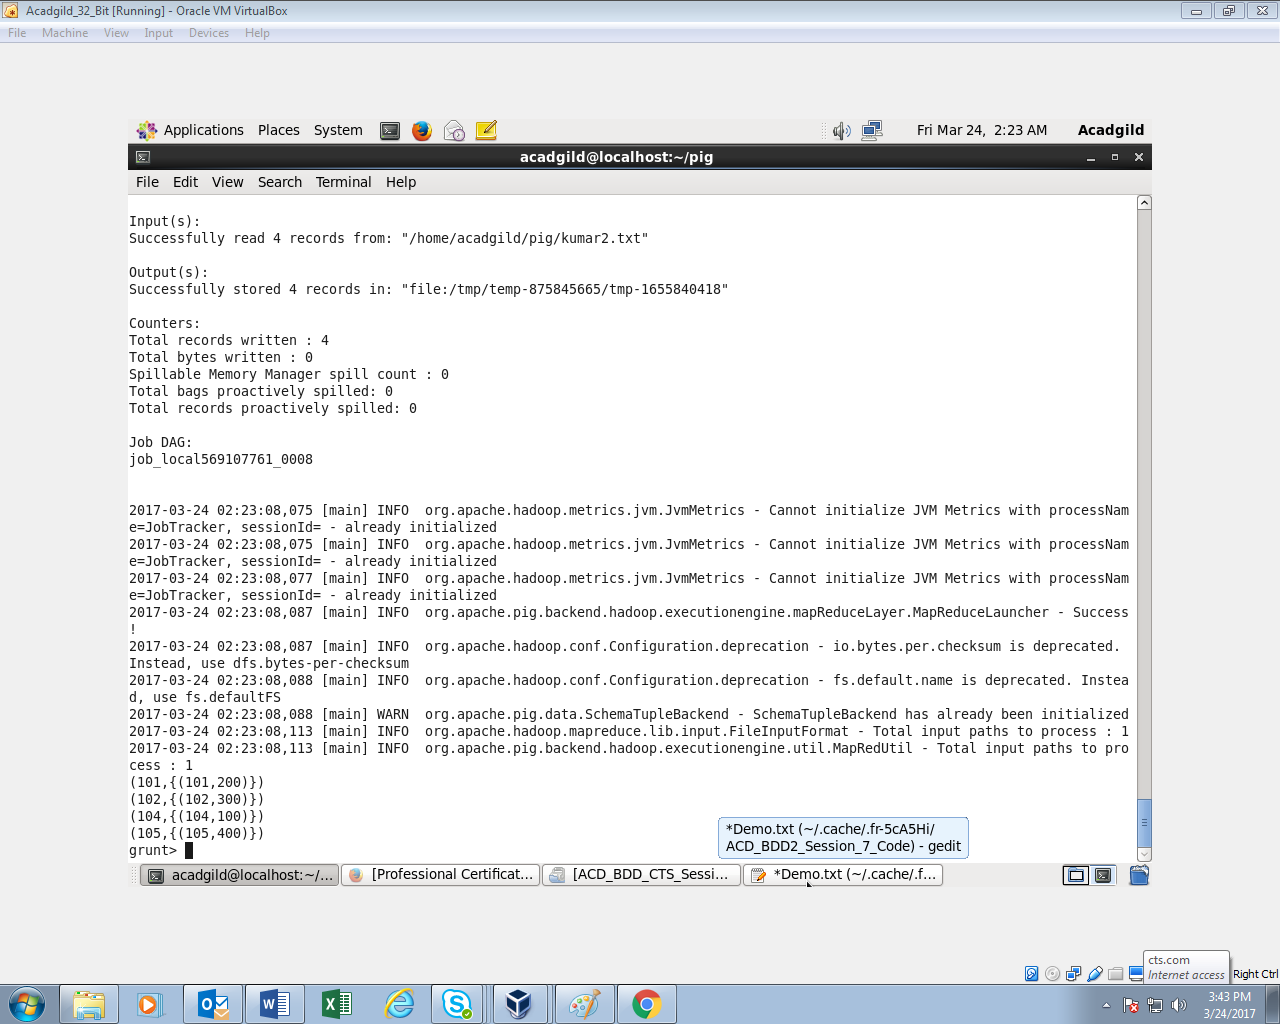 Acadgild_32_Bit [Running] - Oracle VM VirtualBox
File Machine View Input Devices Help
Applications Places System Fri Mar 24, 2:23 AM Acadgild
acadgild@localhost:~/pig
File Edit View Search Terminal Help
Input(s):
Successfully read 4 records from: "/home/acadgild/pig/kumar2.txt"
Output(s):
Successfully stored 4 records in: "file:/tmp/temp-875845665/tmp-1655840418"
Counters:
Total records written : 4
Total bytes written : 0
Spillable Memory Manager spill count : 0
Total bags proactively spilled: 0
Total records proactively spilled: 0
Job DAG:
job_local569107761_0008
2017-03-24 02:23:08,075 [main] INFO  org.apache.hadoop.metrics.jvm.JvmMetrics - Cannot initialize JVM Metrics with processNam
e=JobTracker, sessionId= - already initialized
2017-03-24 02:23:08,075 [main] INFO  org.apache.hadoop.metrics.jvm.JvmMetrics - Cannot initialize JVM Metrics with processNam
e=JobTracker, sessionId= - already initialized
2017-03-24 02:23:08,077 [main] INFO  org.apache.hadoop.metrics.jvm.JvmMetrics - Cannot initialize JVM Metrics with processNam
e=JobTracker, sessionId= - already initialized
2017-03-24 02:23:08,087 [main] INFO  org.apache.pig.backend.hadoop.executionengine.mapReduceLayer.MapReduceLauncher - Success
!
2017-03-24 02:23:08,087 [main] INFO  org.apache.hadoop.conf.Configuration.deprecation - io.bytes.per.checksum is deprecated.
Instead, use dfs.bytes-per-checksum
2017-03-24 02:23:08,088 [main] INFO  org.apache.hadoop.conf.Configuration.deprecation - fs.default.name is deprecated. Instea
d, use fs.defaultFS
2017-03-24 02:23:08,088 [main] WARN  org.apache.pig.data.SchemaTupleBackend - SchemaTupleBackend has already been initialized
2017-03-24 02:23:08,113 [main] INFO  org.apache.hadoop.mapreduce.lib.input.FileInputFormat - Total input paths to process : 1
2017-03-24 02:23:08,113 [main] INFO  org.apache.pig.backend.hadoop.executionengine.util.MapRedUtil - Total input paths to pro
cess : 1
(101,{(101,200)})
(102,{(102,300)})
(104,{(104,100)})
(105,{(105,400)})
grunt>
*Demo.txt (~/.cache/.fr-5cA5Hi/
ACD_BDD2_Session_7_Code) - gedit
acadgild@localhost:~/... [Professional Certificat... [ACD_BDD_CTS_Sessi... *Demo.txt (~/.cache/.f...
cts.com
Internet access
Right Ctrl
3:43 PM
3/24/2017